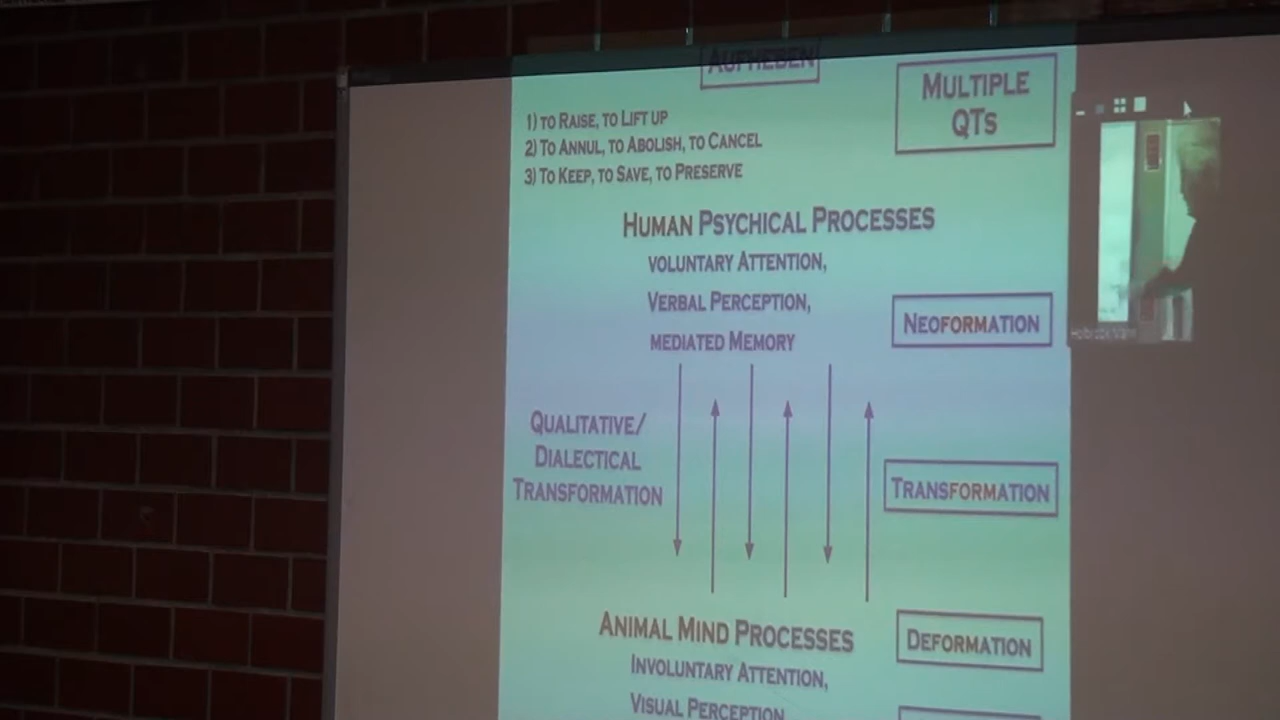 AUFHEBEN
MULTIPLE
QTS
1) TO RAISE, TO LIFT UP
2) TO ANNUL, TO ABOLISH, TO CANCEL
3) TO KEEP, TO SAVE, TO PRESERVE
HUMAN PSYCHICAL PROCESSES
VOLUNTARY ATTENTION,
VERBAL PERCEPTION,
MEDIATED MEMORY
NEOFORMATION
QUALITATIVE/
DIALECTICAL
TRANSFORMATION
TRANSFORMATION
ANIMAL MIND PROCESSES
DEFORMATION
INVOLUNTARY ATTENTION,
VISUAL PERCEPTION,